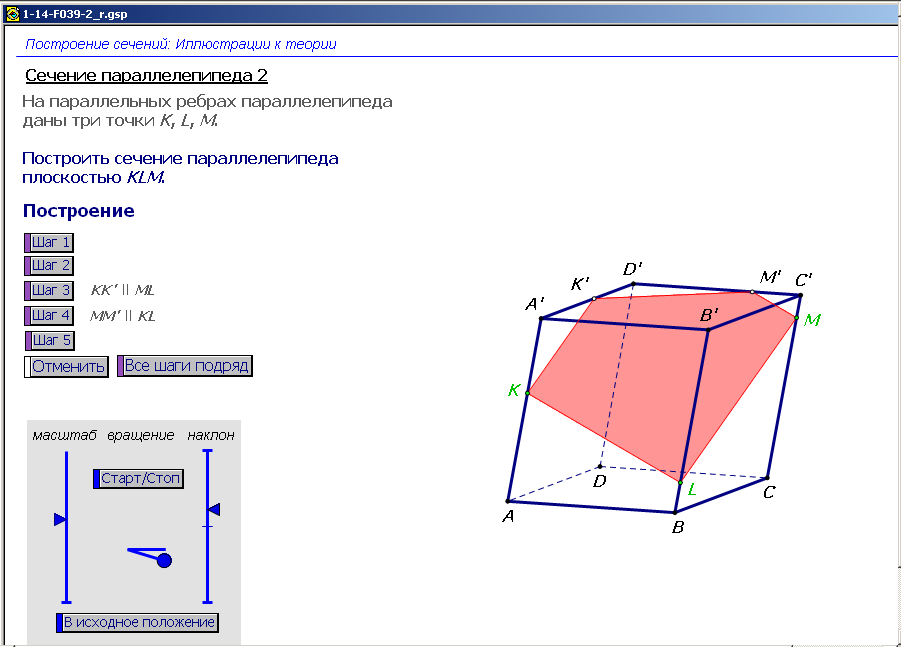 1-14-F039-2_r.gsp
Построение сечений: Иллюстрации к теории
Сечение параллелепипеда 2
На параллельных ребрах параллелепипеда
даны три точки K, L, M.
Построить сечение параллелепипеда
плоскостью KLM.
Построение
Шаг 1
Шаг 2
Шаг 3 KK' || ML
Шаг 4 MM' || KL
Шаг 5
Отменить Все шаги подряд
масштаб вращение наклон
Старт/Стоп
В исходное положение
D'
K' M' C'
A' B' M
K
D L C
A B